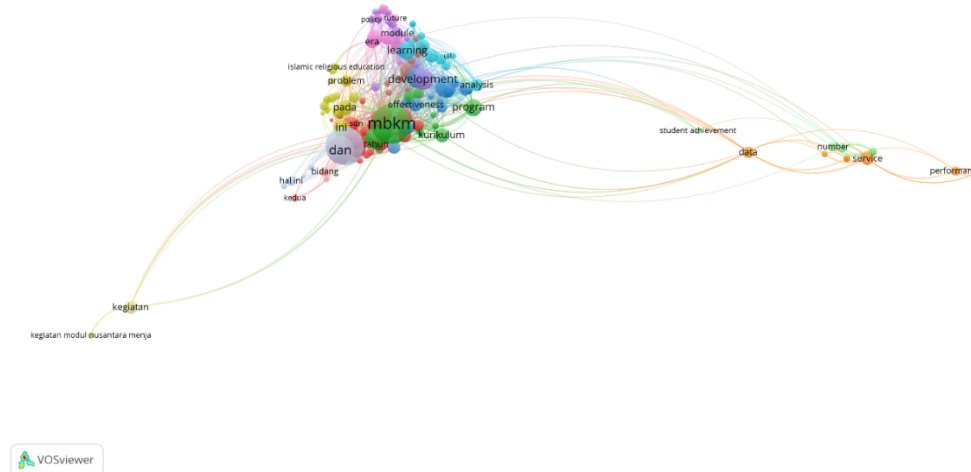 policy
future
era
module
learning
islamic religious education
problem
development
analysis
pada
effectiveness
program
mbkm
ini
kurikulum
tahun
dan
bidang
hal ini
kedua
student achievement
data
number
service
performan
kegiatan
kegiatan modul nusantara menja
VOSviewer